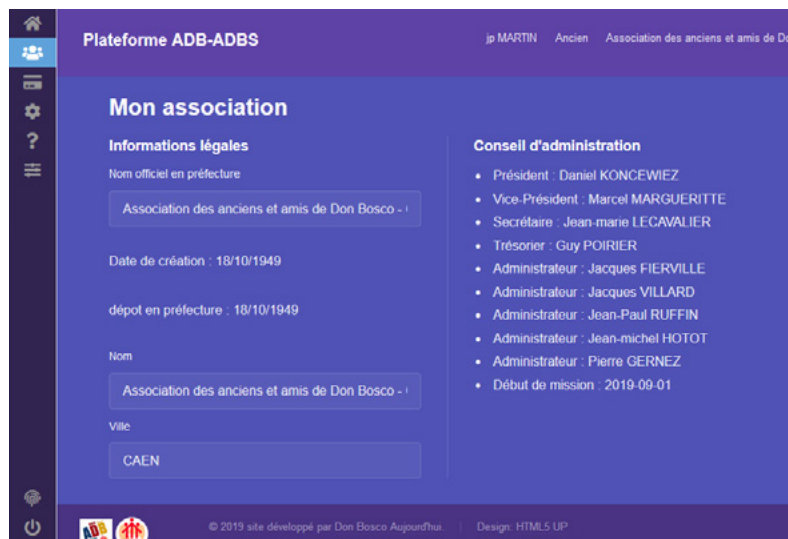 Plateforme ADB-ADBS
jp MARTIN Ancien Association des anciens et amis de Do
Mon association
Informations légales
Nom officiel en préfecture
Association des anciens et amis de Don Bosco -
Date de création : 18/10/1949
dépot en préfecture : 18/10/1949
Nom
Association des anciens et amis de Don Bosco -
Ville
CAEN
Conseil d'administration
Président : Daniel KONCEWIEZ
Vice-Président : Marcel MARGUERITTE
Secrétaire : Jean-marie LECAVALIER
Trésorier : Guy POIRIER
Administrateur : Jacques FIERVILLE
Administrateur : Jacques VILLARD
Administrateur : Jean-Paul RUFFIN
Administrateur : Jean-michel HOTOT
Administrateur : Pierre GERNEZ
Début de mission : 2019-09-01
ADB
© 2019 site développé par Don Bosco Aujourd'hui. Design: HTML5 UP